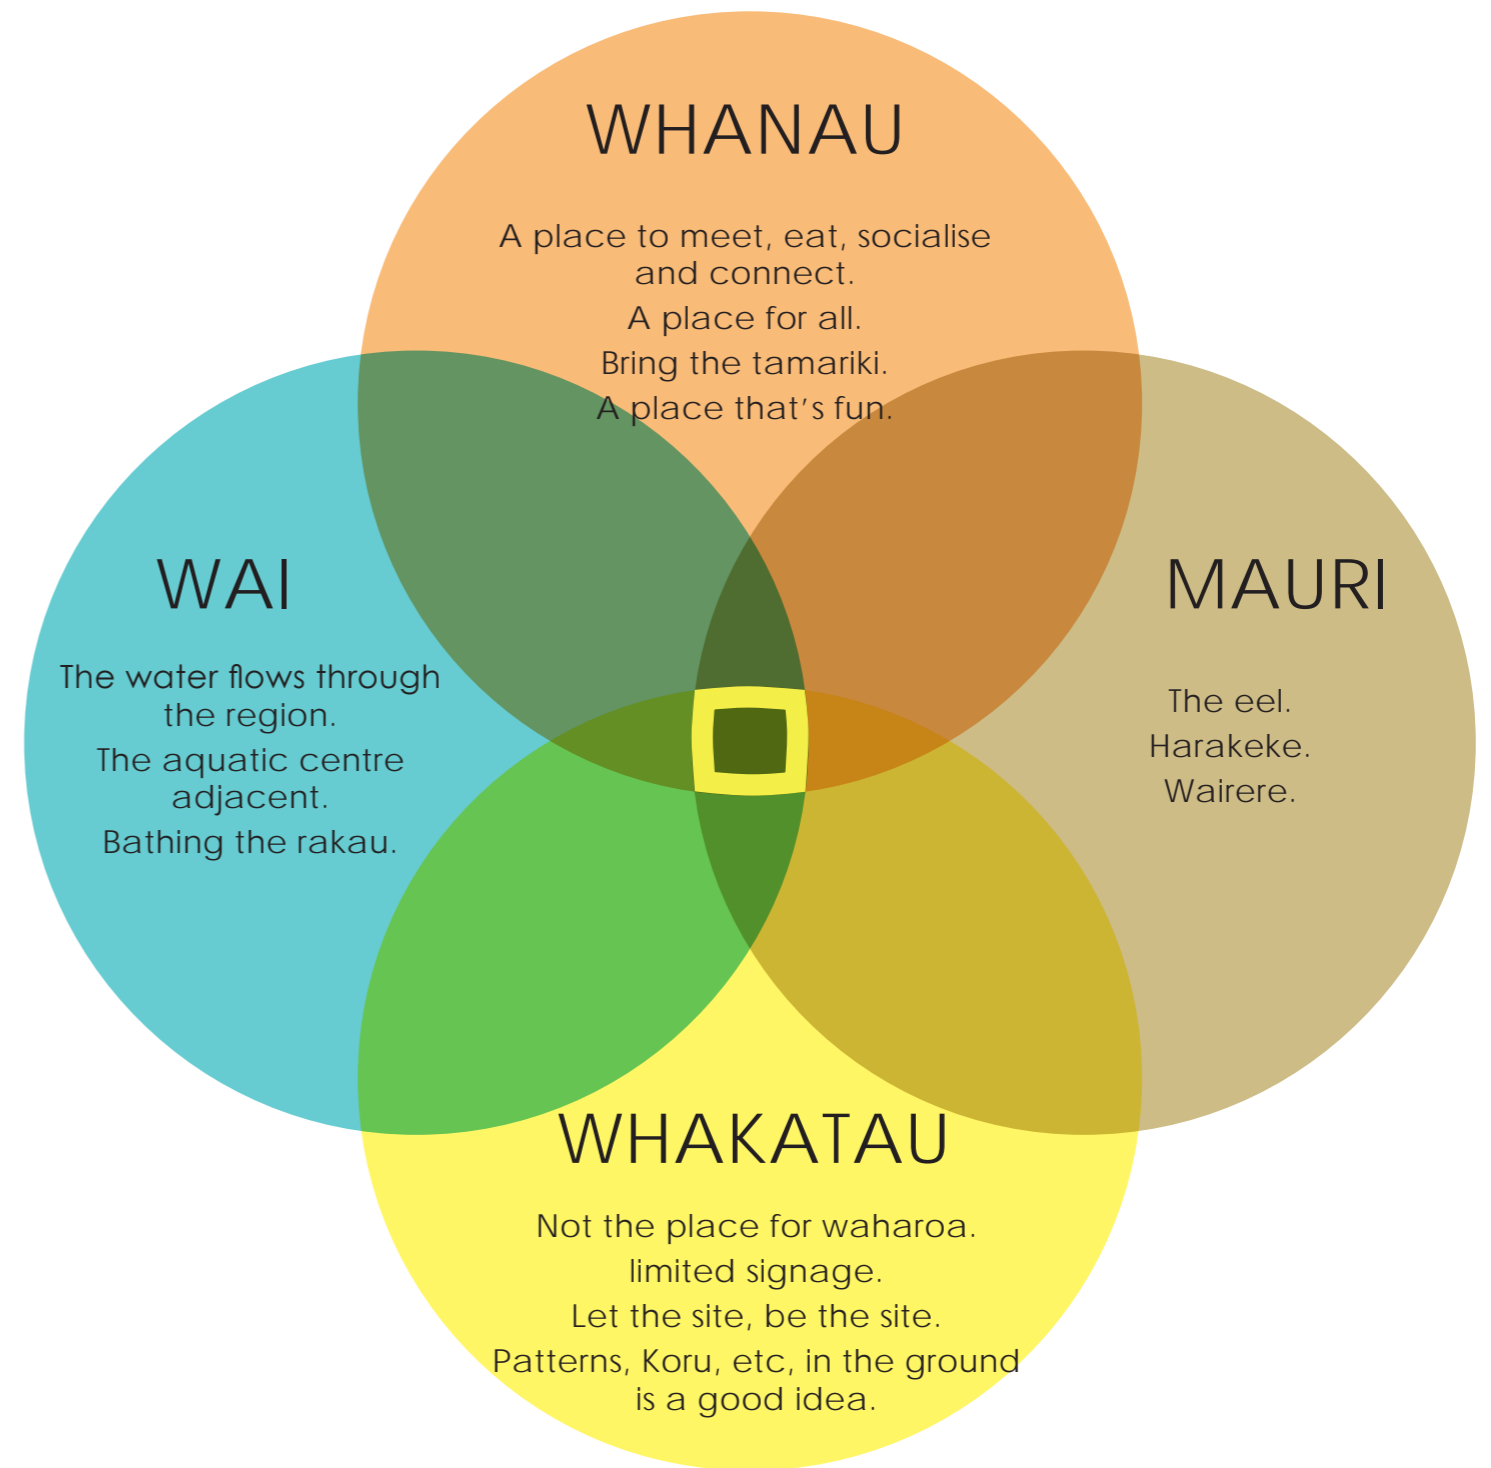 WHANAU
A place to meet, eat, socialise
and connect.
A place for all.
Bring the tamariki.
A place that's fun.
WAI
The water flows through
the region.
The aquatic centre
adjacent.
Bathing the rakau.
MAURI
The eel.
Harakeke.
Wairere.
WHAKATAU
Not the place for waharoa.
limited signage.
Let the site, be the site.
Patterns, Koru, etc, in the ground
is a good idea.